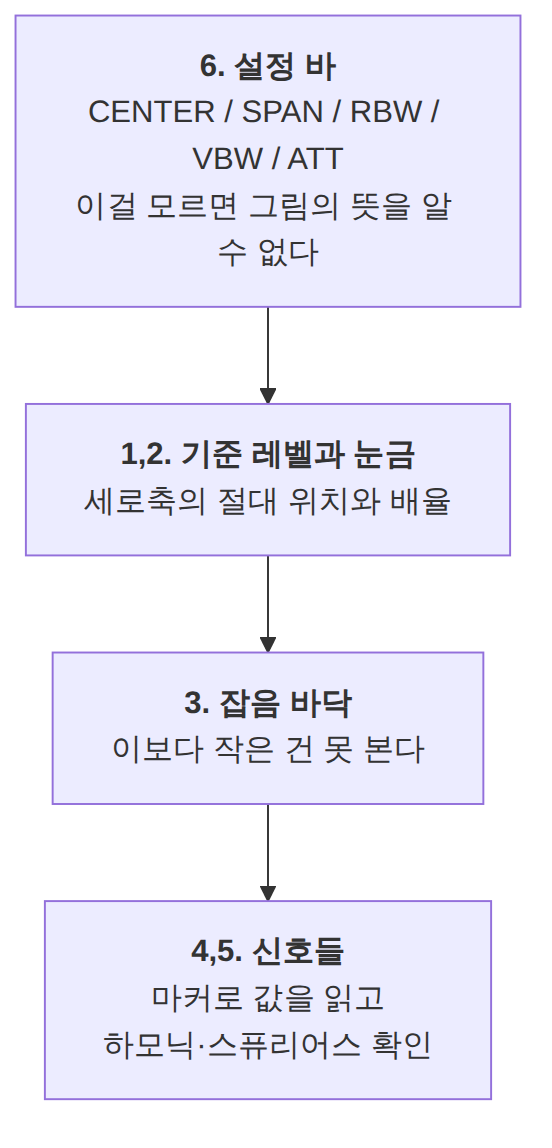 6. 설정 바
CENTER / SPAN / RBW /
VBW / ATT
이걸 모르면 그림의 뜻을 알
수 없다
1,2. 기준 레벨과 눈금
세로축의 절대 위치와 배율
3. 잡음 바닥
이보다 작은 건 못 본다
4,5. 신호들
마커로 값을 읽고
하모닉·스퓨리어스 확인